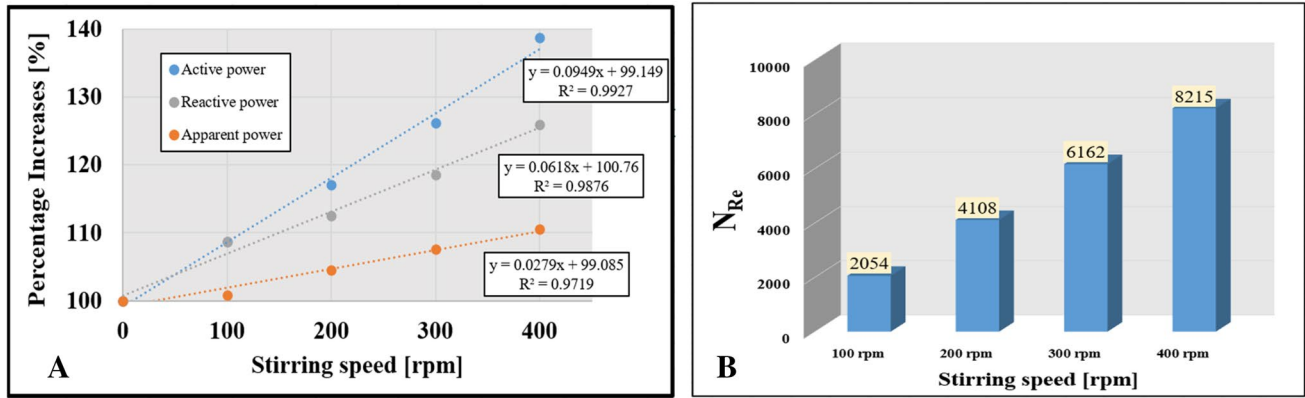 Percentage Increases [%]
140
130
120
110
100
Active power
Reactive power
Apparent power
y = 0.0949x + 99.149
R² = 0.9927
y = 0.0618x + 100.76
R² = 0.9876
y = 0.0279x + 99.085
R² = 0.9719
0 100 200 300 400
Stirring speed [rpm]
A
N_Re
10000
8000
6000
4000
2000
0
2054
4108
6162
8215
100 rpm 200 rpm 300 rpm 400 rpm
Stirring speed [rpm]
B